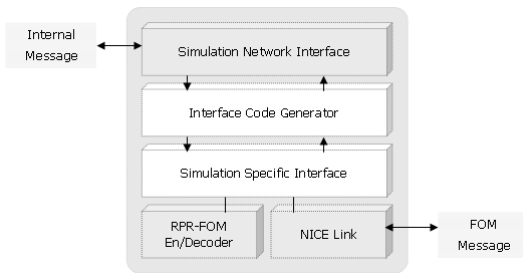 Internal
Message
Simulation Network Interface
Interface Code Generator
Simulation Specific Interface
RPR-FOM
En/Decoder
NICE Link
FOM
Message